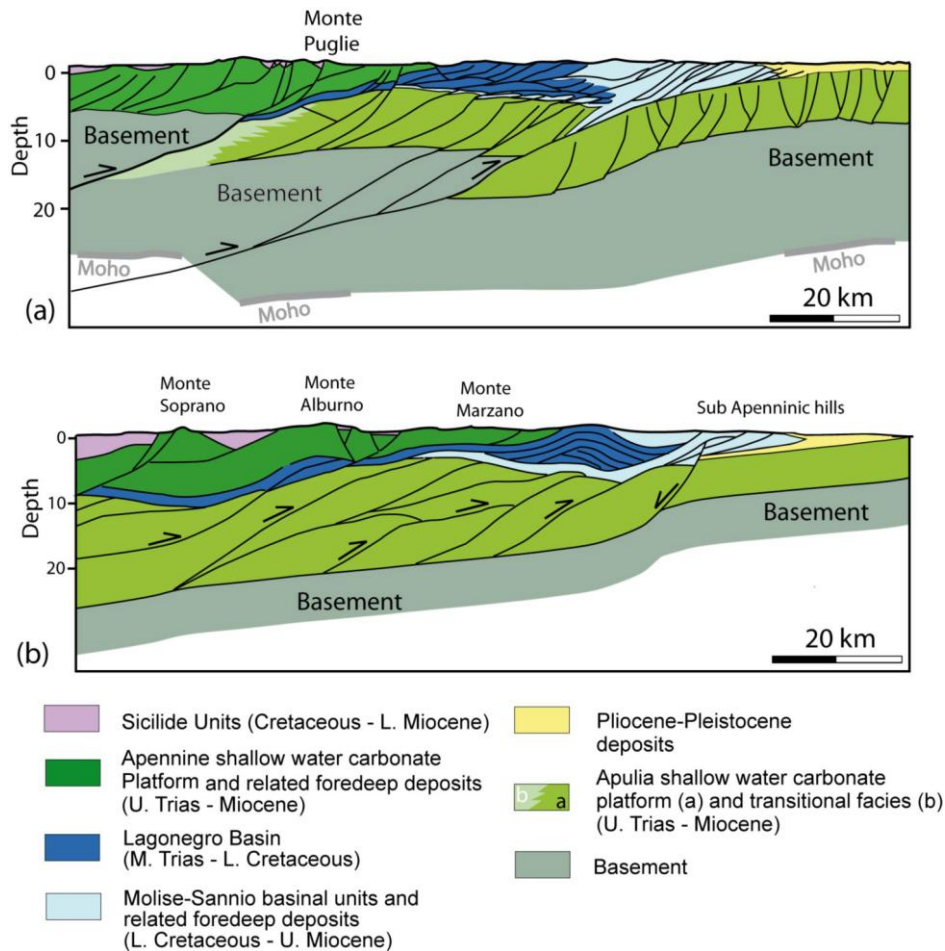 (a)
Monte
Puglie
Depth
0
10
20
Basement
Basement
Basement
Moho
Moho
Moho
20 km
(b)
Monte
Soprano
Monte
Alburno
Monte
Marzano
Sub Apenninic hills
Depth
0
10
20
Basement
Basement
20 km
Sicilide Units (Cretaceous - L. Miocene)
Apennine shallow water carbonate
Platform and related foredeep deposits
(U. Trias - Miocene)
Lagonegro Basin
(M. Trias - L. Cretaceous)
Molise-Sannio basinal units and
related foredeep deposits
(L. Cretaceous - U. Miocene)
Pliocene-Pleistocene
deposits
b a
Apulia shallow water carbonate
platform (a) and transitional facies (b)
(U. Trias - Miocene)
Basement